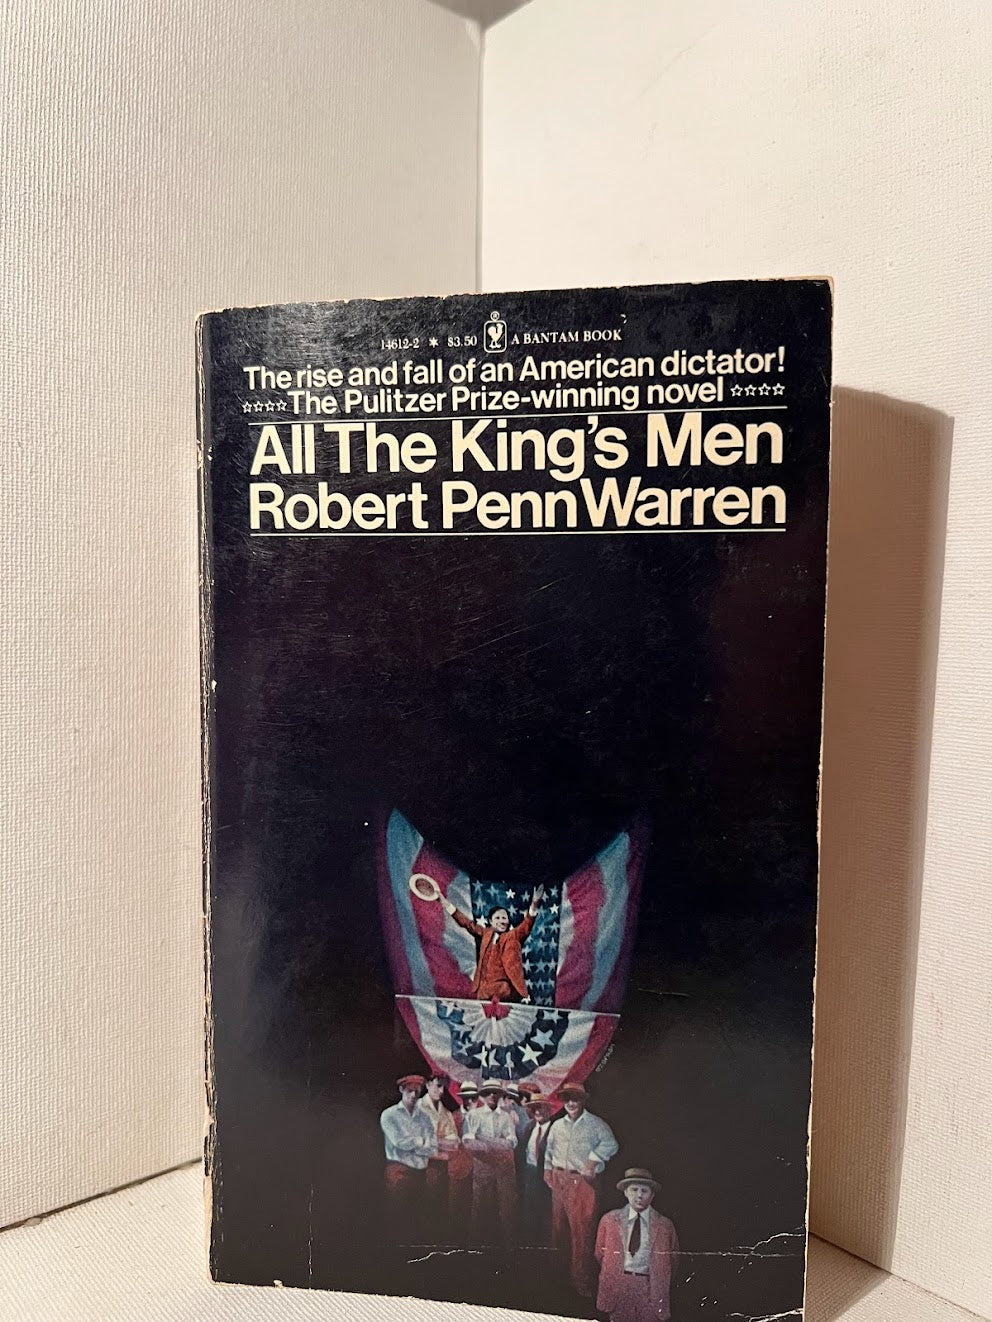 ®
14612-2 * $3.50 A BANTAM BOOK
The rise and fall of an American dictator!
☆☆☆☆The Pulitzer Prize-winning novel ☆☆☆☆
All The King's Men
Robert Penn Warren